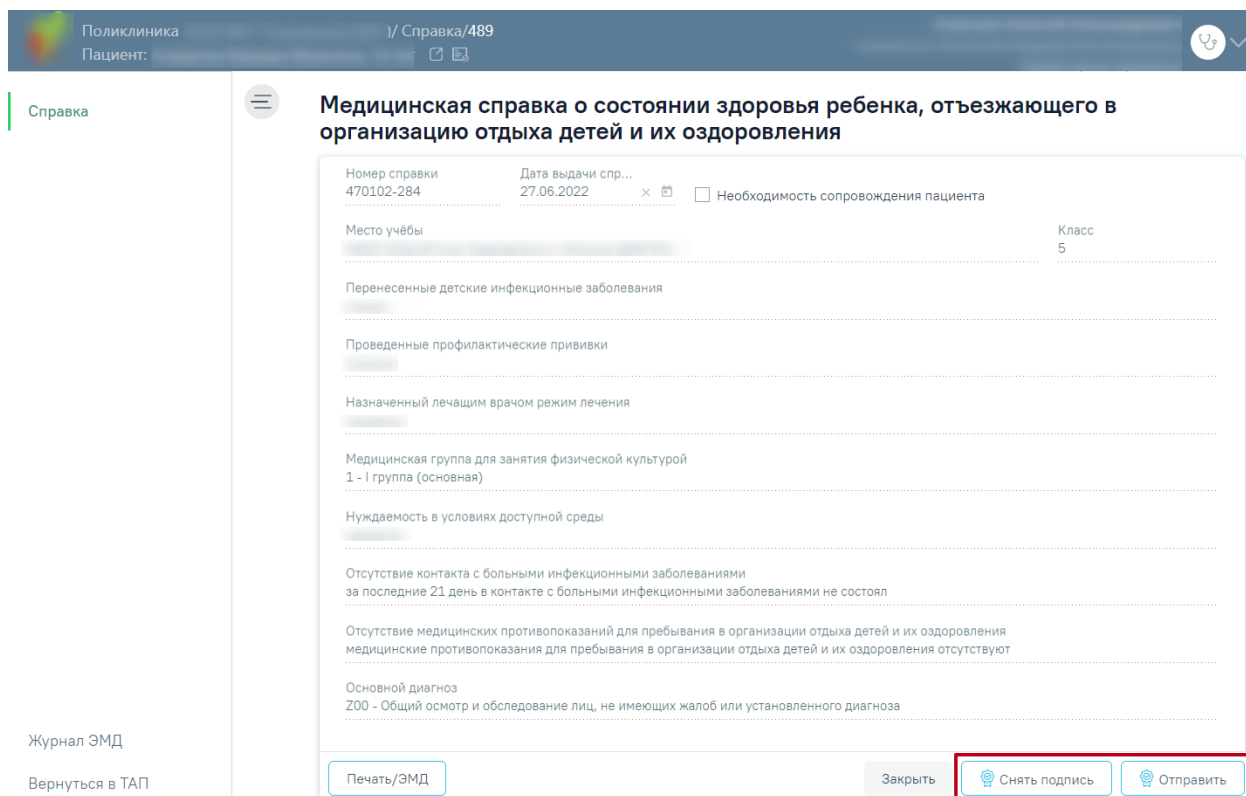 Поликлиника )/ Справка/489
Пациент:
Справка
Медицинская справка о состоянии здоровья ребенка, отъезжающего в
организацию отдыха детей и их оздоровления
Номер справки Дата выдачи спр...
470102-284 27.06.2022
Необходимость сопровождения пациента
Место учёбы Класс
5
Перенесенные детские инфекционные заболевания
Проведенные профилактические прививки
Назначенный лечащим врачом режим лечения
Медицинская группа для занятия физической культурой
1 - I группа (основная)
Нуждаемость в условиях доступной среды
Отсутствие контакта с больными инфекционными заболеваниями
за последние 21 день в контакте с больными инфекционными заболеваниями не состоял
Отсутствие медицинских противопоказаний для пребывания в организации отдыха детей и их оздоровления
медицинские противопоказания для пребывания в организации отдыха детей и их оздоровления отсутствуют
Основной диагноз
Z00 - Общий осмотр и обследование лиц, не имеющих жалоб или установленного диагноза
Журнал ЭМД
Вернуться в ТАП
Печать/ЭМД Закрыть Снять подпись Отправить